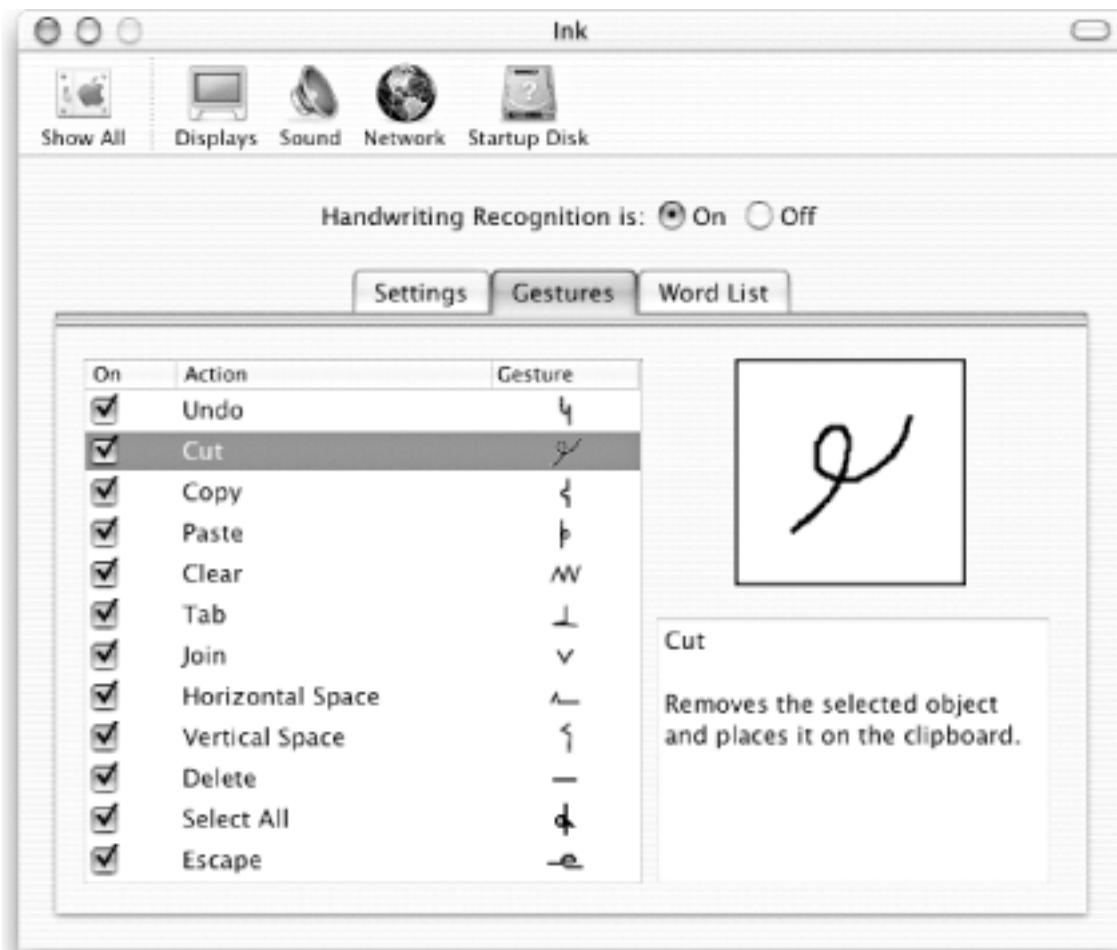 Ink
Show All Displays Sound Network Startup Disk
Handwriting Recognition is: On Off
Settings Gestures Word List
On Action Gesture
Undo
Cut
Copy
Paste
Clear
Tab
Join
Horizontal Space
Vertical Space
Delete
Select All
Escape
Cut
Removes the selected object
and places it on the clipboard.